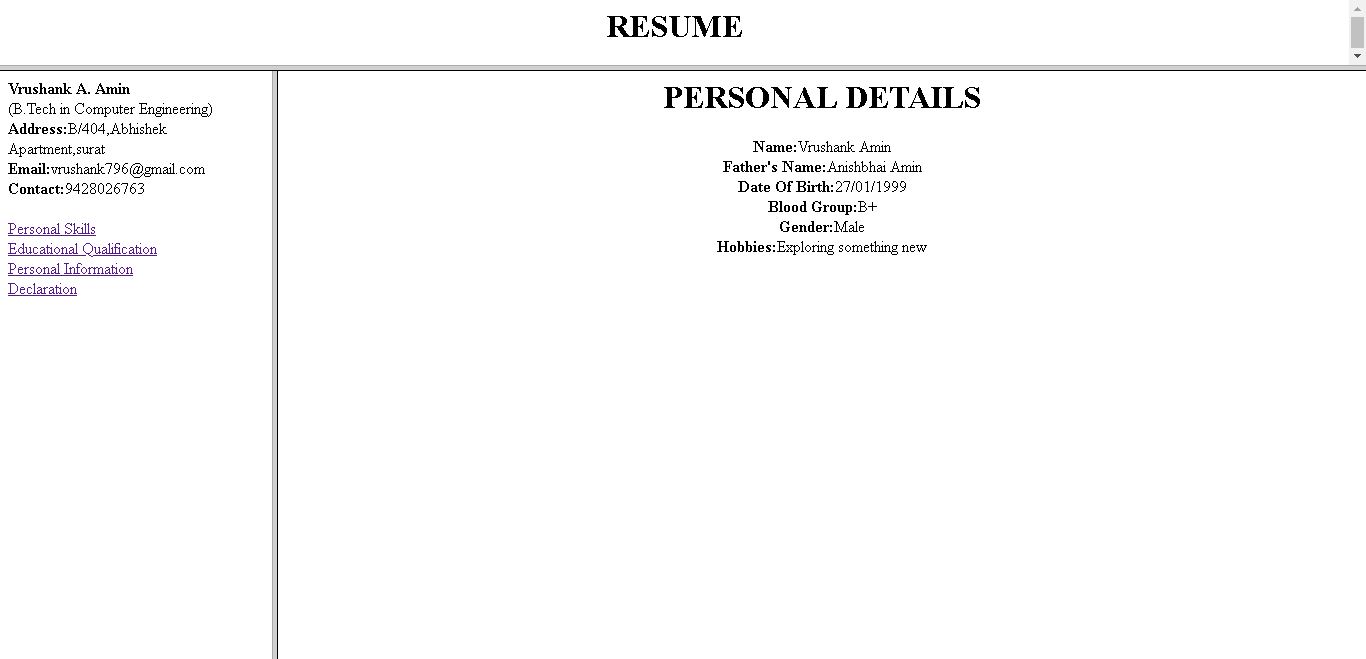 RESUME
Vrushank A. Amin
(B.Tech in Computer Engineering)
Address:B/404,Abhishek
Apartment,surat
Email:vrushank796@gmail.com
Contact:9428026763
Personal Skills
Educational Qualification
Personal Information
Declaration
PERSONAL DETAILS
Name:Vrushank Amin
Father's Name:Anishbhai Amin
Date Of Birth:27/01/1999
Blood Group:B+
Gender:Male
Hobbies:Exploring something new